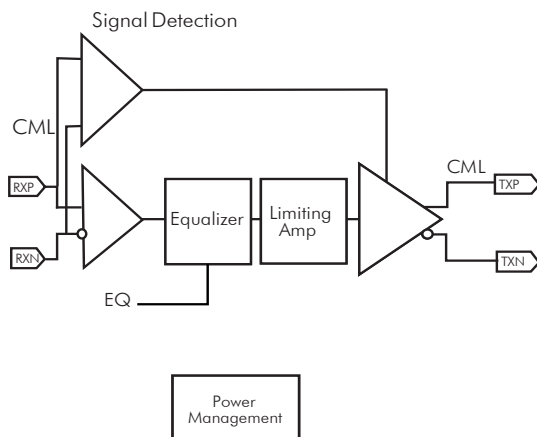 Signal Detection
CML
RXP
RXN
Equalizer
Limiting
Amp
CML
TXP
TXN
EQ
Power
Management